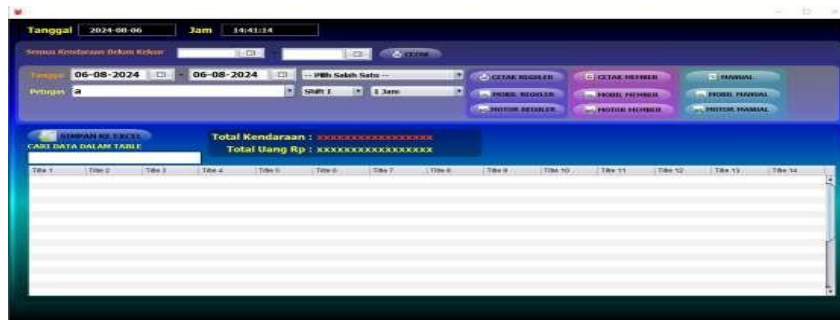 Tanggal 2024-08-06 Jam 14:41:14
Semua Kendaraan Belum Keluar - CETAK
Tanggal 06-08-2024 - 06-08-2024 -- Pilih Salah Satu -- CETAK REGULER CETAK MEMBER MANUAL
Petugas a Shift 1 1 Jam MOBIL REGULER MOBIL MEMBER MOBIL MANUAL
MOTOR REGULER MOTOR MEMBER MOTOR MANUAL
SIMPAN KE EXCEL Total Kendaraan : xxxxxxxxxxxxxxxxxx
CARI DATA DALAM TABLE Total Uang Rp : xxxxxxxxxxxxxxxxxx
Title 1 Title 2 Title 3 Title 4 Title 5 Title 6 Title 7 Title 8 Title 9 Title 10 Title 11 Title 12 Title 13 Title 14